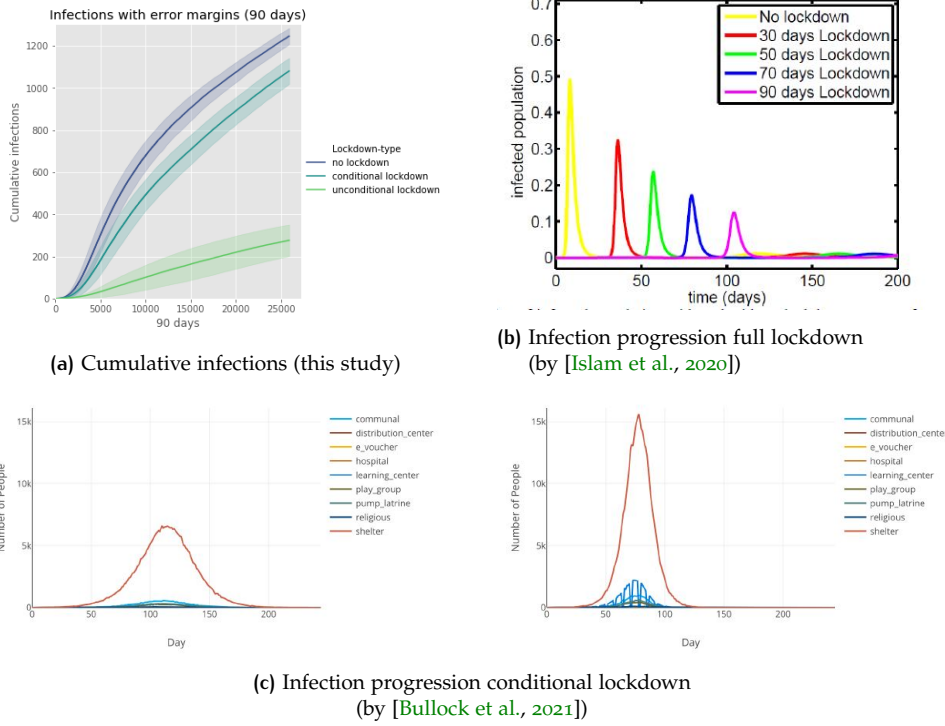 Infections with error margins (90 days)
1200
1000
800
600
400
200
0
Cumulative infections
0 5000 10000 15000 20000 25000
90 days
Lockdown-type
no lockdown
conditional lockdown
unconditional lockdown
(a) Cumulative infections (this study)
0.7
0.5
0.4
0.3
0.2
0.1
0
infected population
No lockdown
30 days Lockdown
50 days Lockdown
70 days Lockdown
90 days Lockdown
0 50 100 150 200
time (days)
(b) Infection progression full lockdown
(by [Islam et al., 2020])
15k
10k
5k
0
Number of People
0 50 100 150 200
Day
communal
distribution_center
e_voucher
hospital
learning_center
play_group
pump_latrine
religious
shelter
15k
10k
5k
0
Number of People
0 50 100 150 200
Day
communal
distribution_center
e_voucher
hospital
learning_center
play_group
pump_latrine
religious
shelter
(c) Infection progression conditional lockdown
(by [Bullock et al., 2021])